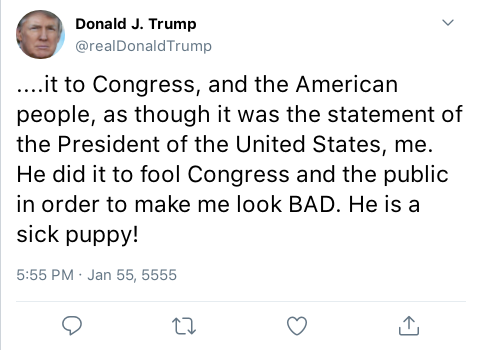 Donald J. Trump
@realDonaldTrump
....it to Congress, and the American
people, as though it was the statement of
the President of the United States, me.
He did it to fool Congress and the public
in order to make me look BAD. He is a
sick puppy!
5:55 PM · Jan 55, 5555